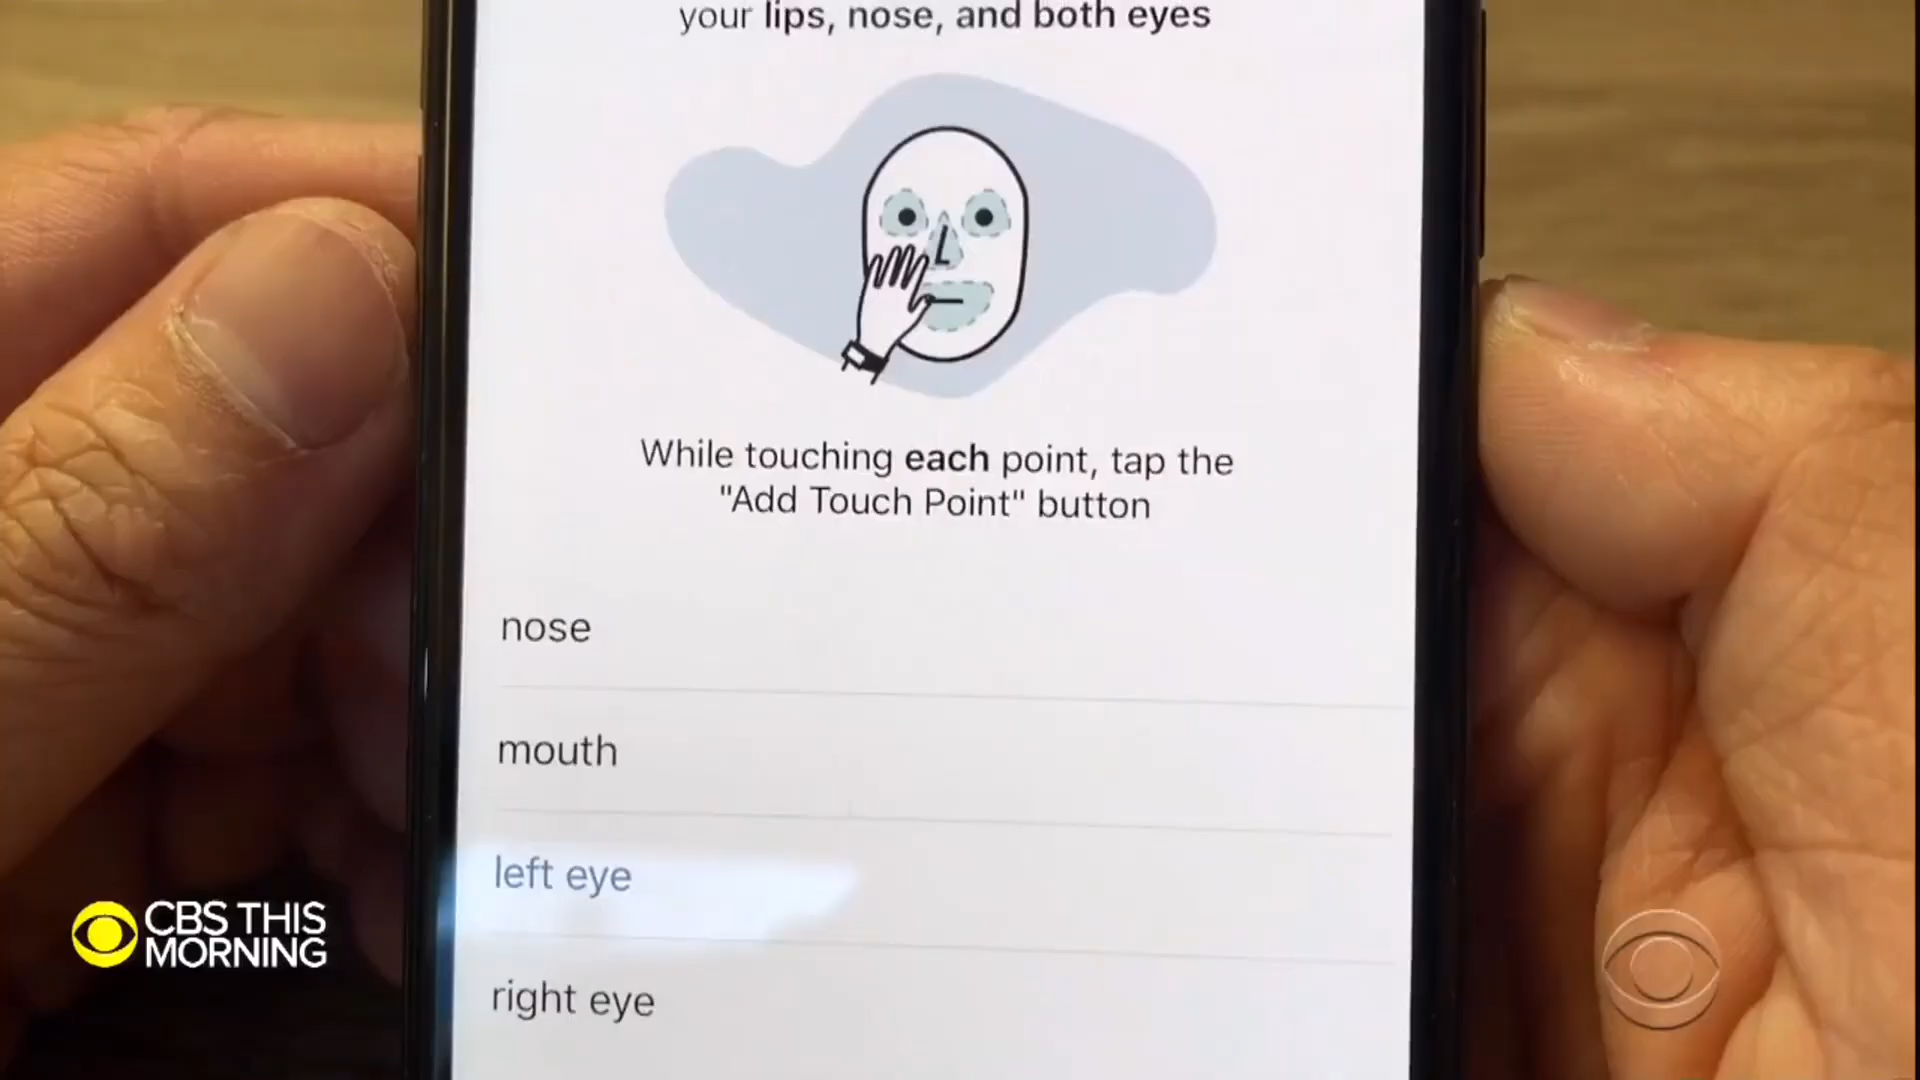 your lips, nose, and both eyes
While touching each point, tap the
"Add Touch Point" button
nose
mouth
left eye
right eye
CBS THIS
MORNING